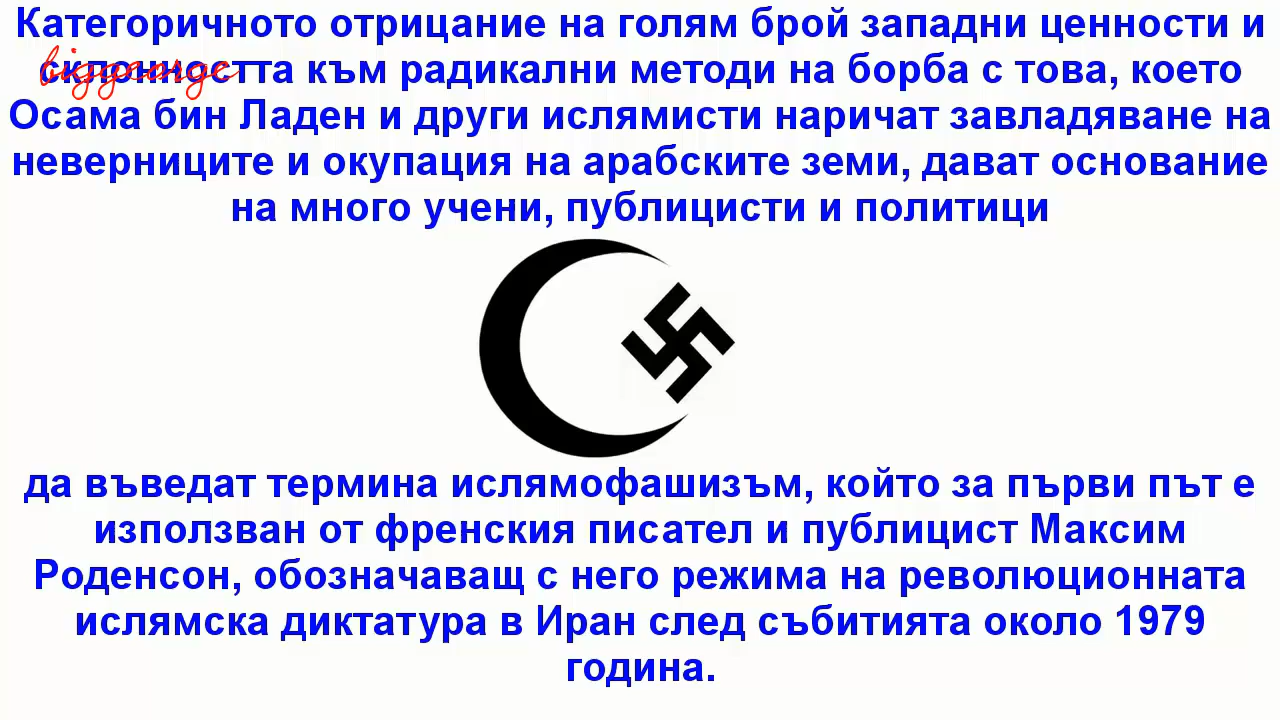 Категоричното отрицание на голям брой западни ценности и
biggeorge
склонността към радикални методи на борба с това, което
Осама бин Ладен и други ислямисти наричат завладяване на
неверниците и окупация на арабските земи, дават основание
на много учени, публицисти и политици
да въведат термина ислямофашизъм, който за първи път е
използван от френския писател и публицист Максим
Роденсон, обозначаващ с него режима на революционната
ислямска диктатура в Иран след събитията около 1979
година.